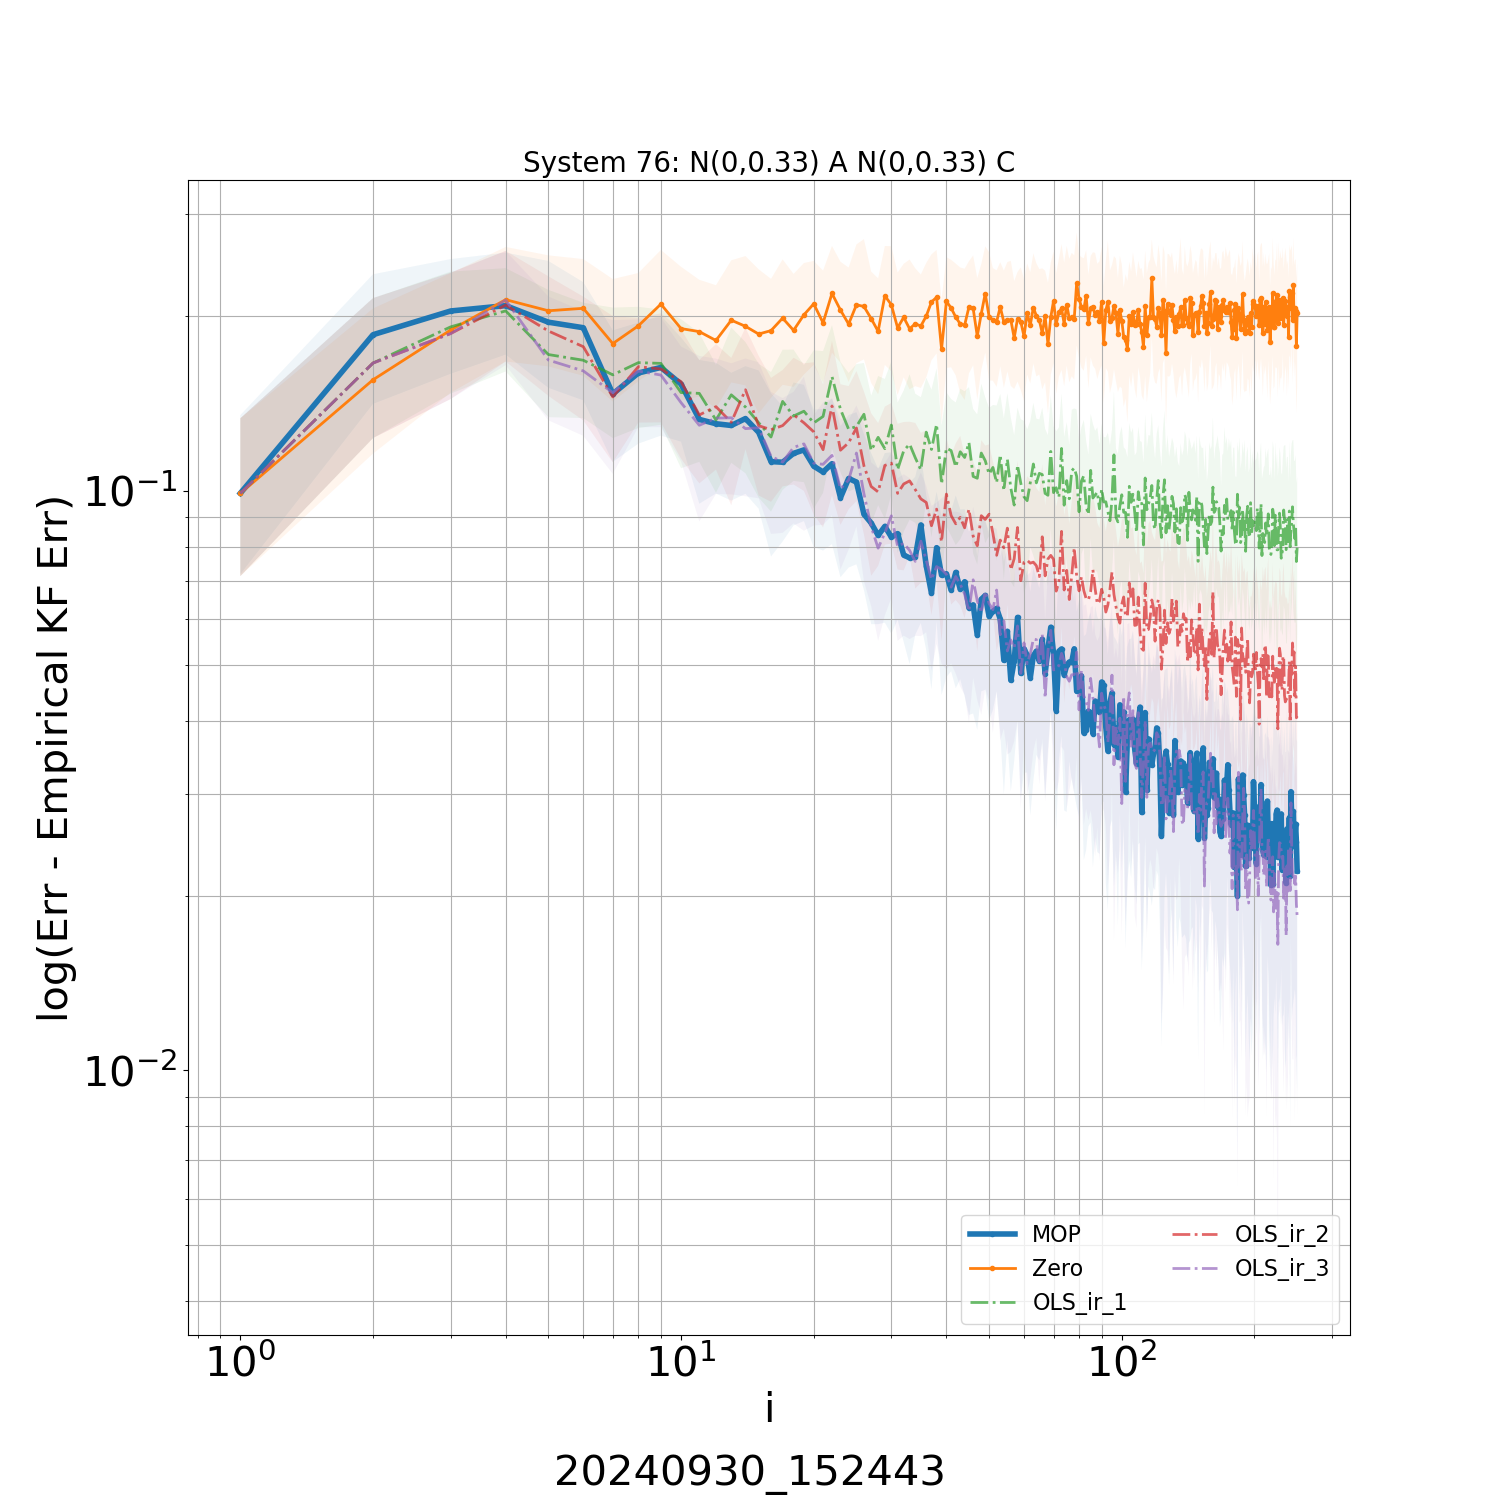 System 76: N(0,0.33) A N(0,0.33) C
log(Err - Empirical KF Err)
10⁻¹
10⁻²
10⁰
10¹
10²
i
20240930_152443
MOP
Zero
OLS_ir_1
OLS_ir_2
OLS_ir_3